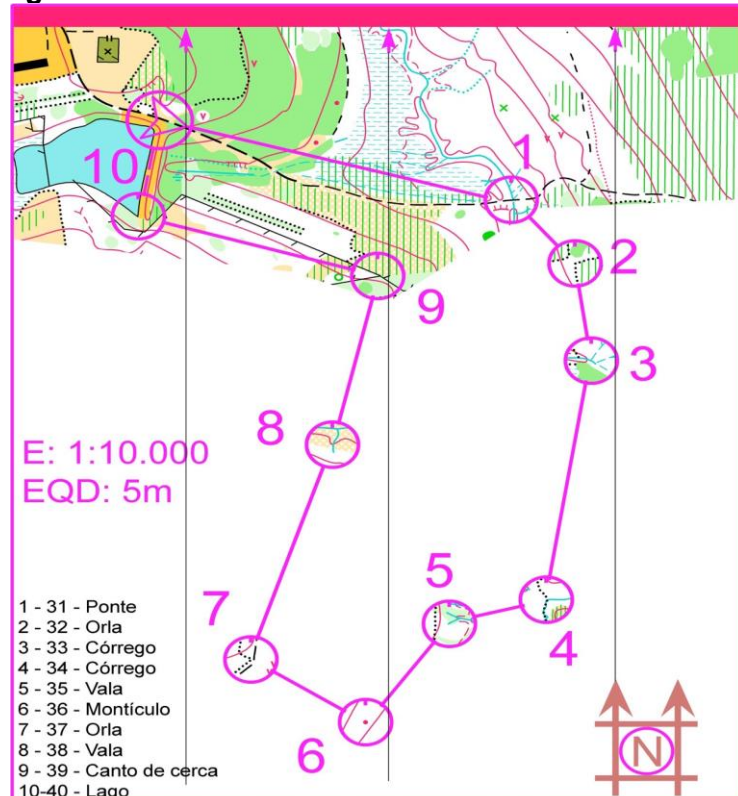 1
10
2
9
3
8
E: 1:10.000
EQD: 5m
5
4
7
6
1 - 31 - Ponte
2 - 32 - Orla
3 - 33 - Córrego
4 - 34 - Córrego
5 - 35 - Vala
6 - 36 - Montículo
7 - 37 - Orla
8 - 38 - Vala
9 - 39 - Canto de cerca
10-40 - Lago
N